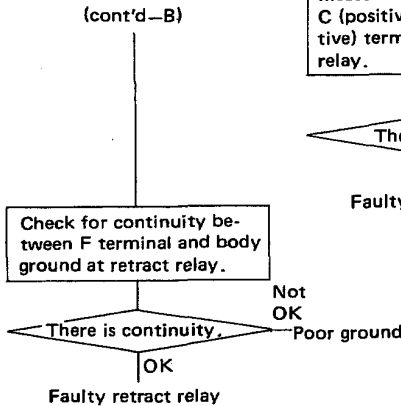 (cont'd—B)
C (positiv
tive) term
relay.
Faulty
Check for continuity be-
tween F terminal and body
ground at retract relay.
Not
OK
There is continuity.
Poor ground
OK
Faulty retract relay